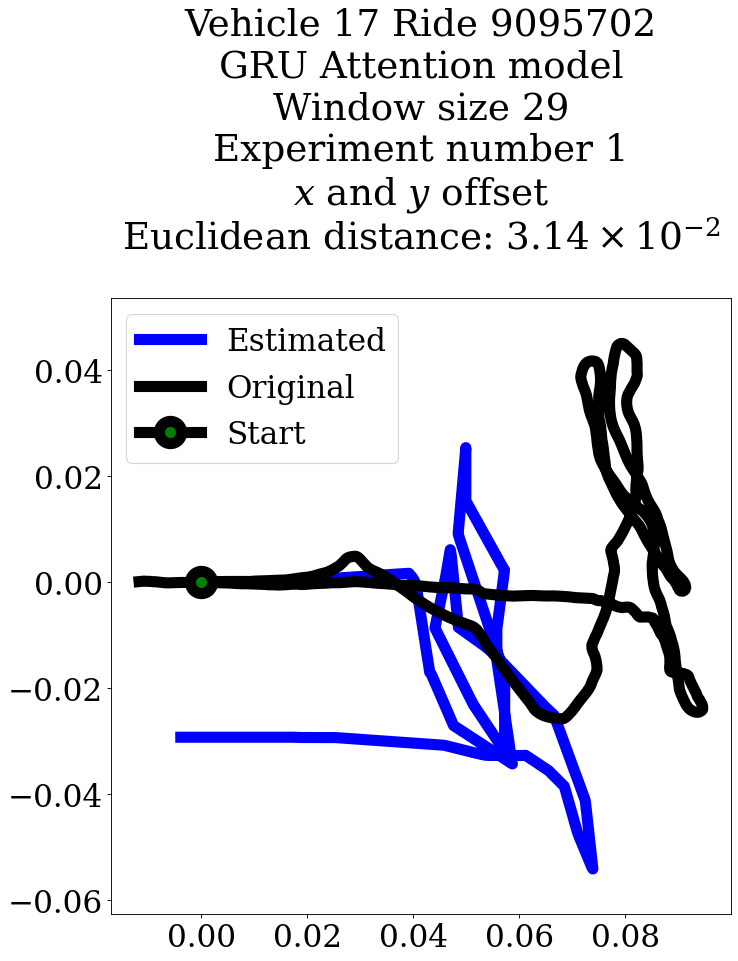 Vehicle 17 Ride 9095702
GRU Attention model
Window size 29
Experiment number 1
x and y offset
Euclidean distance: 3.14 × 10⁻²
Estimated
Original
Start
0.04
0.02
0.00
−0.02
−0.04
−0.06
0.00 0.02 0.04 0.06 0.08